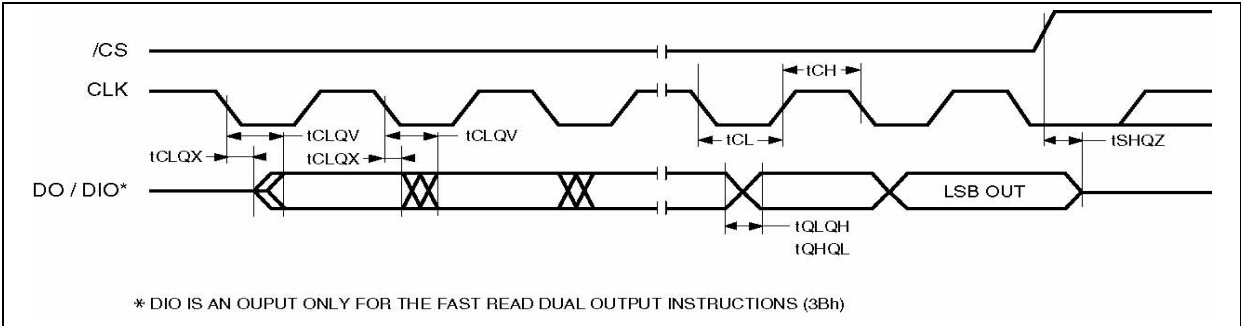 /CS
CLK
tCH
tCLQV
tCLQV
tCL
tSHQZ
tCLQX
tCLQX
DO / DIO*
LSB OUT
tQLQH
tQHQL
* DIO IS AN OUPUT ONLY FOR THE FAST READ DUAL OUTPUT INSTRUCTIONS (3Bh)